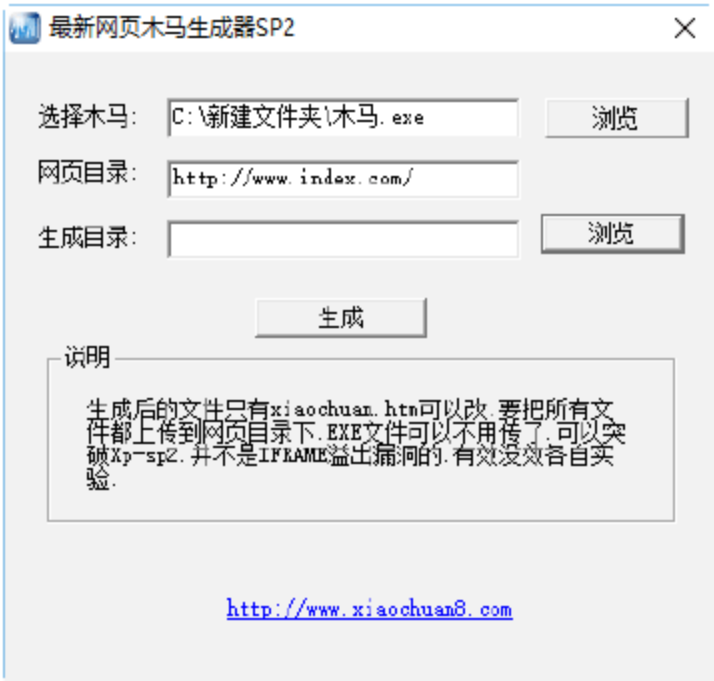 最新网页木马生成器SP2
选择木马: C:\新建文件夹\木马.exe 浏览
网页目录: http://www.index.com/
生成目录: 浏览
生成
说明
生成后的文件只有xiaochuan.htm可以改.要把所有文
件都上传到网页目录下.EXE文件可以不用传了.可以突
破Xp-sp2.并不是IFRAME溢出漏洞的.有效没效各自实
验.
http://www.xiaochuan8.com